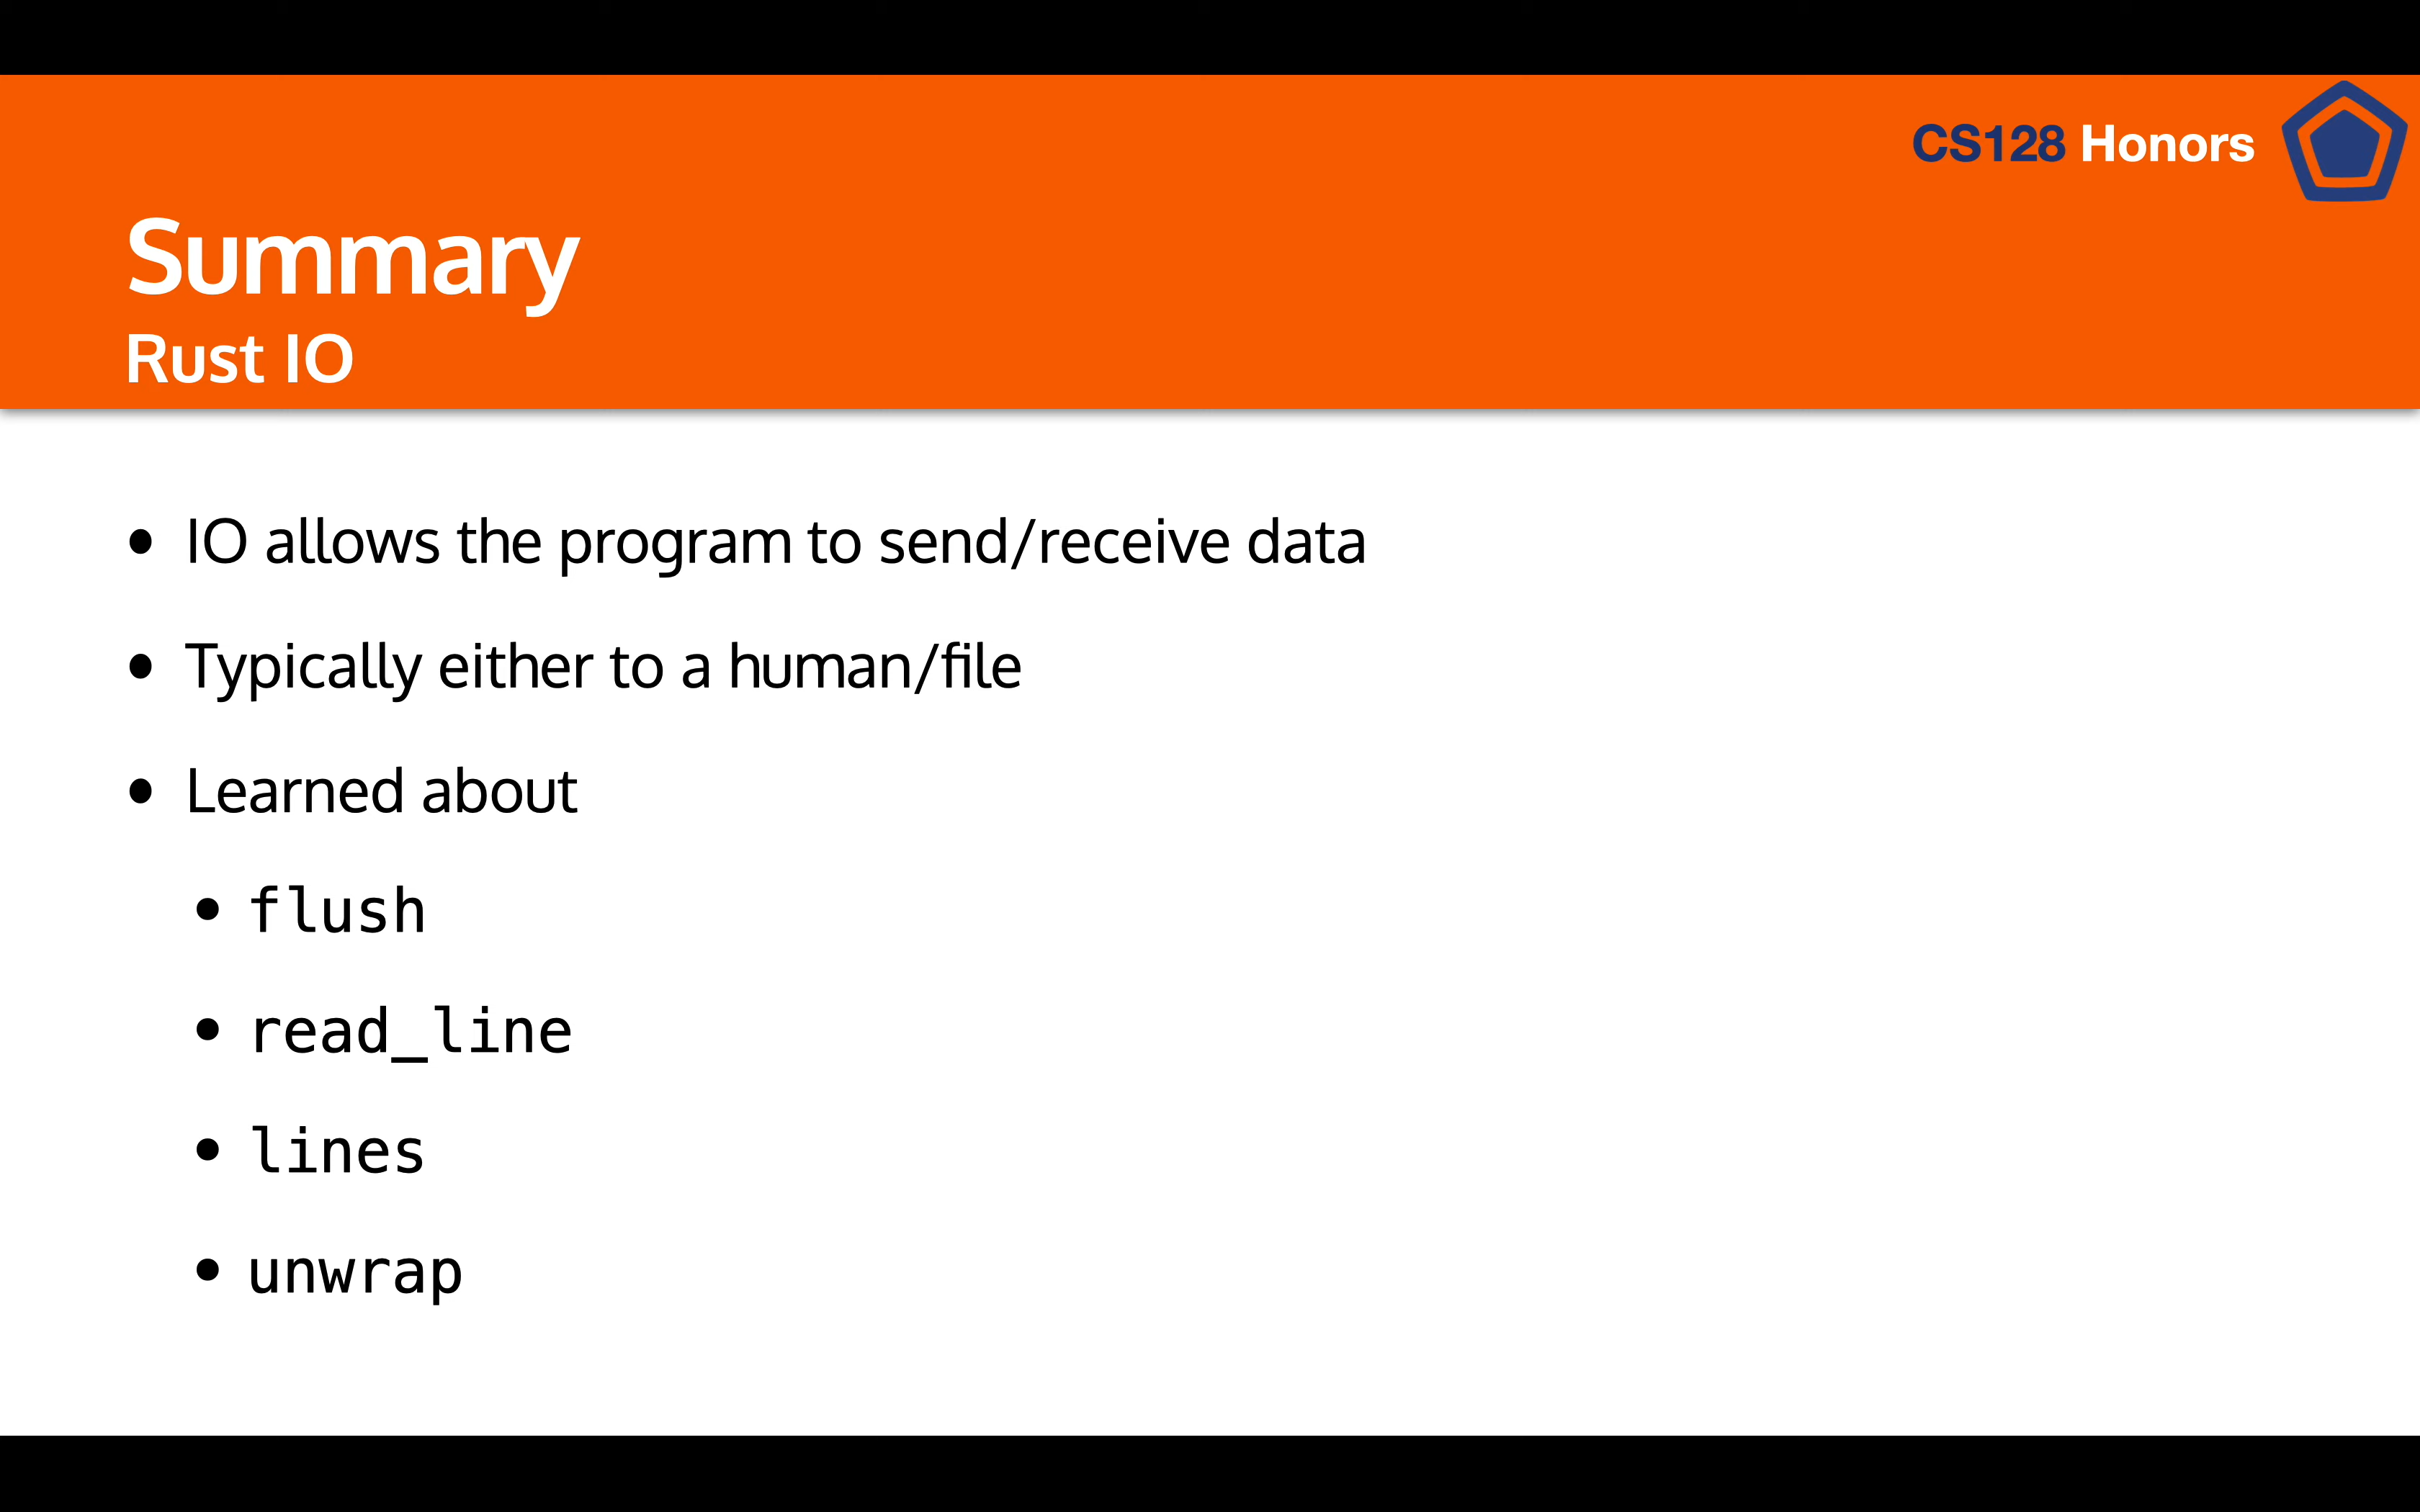 CS128 Honors
Summary
Rust IO
• IO allows the program to send/receive data
• Typically either to a human/file
• Learned about
• flush
• read_line
• lines
• unwrap